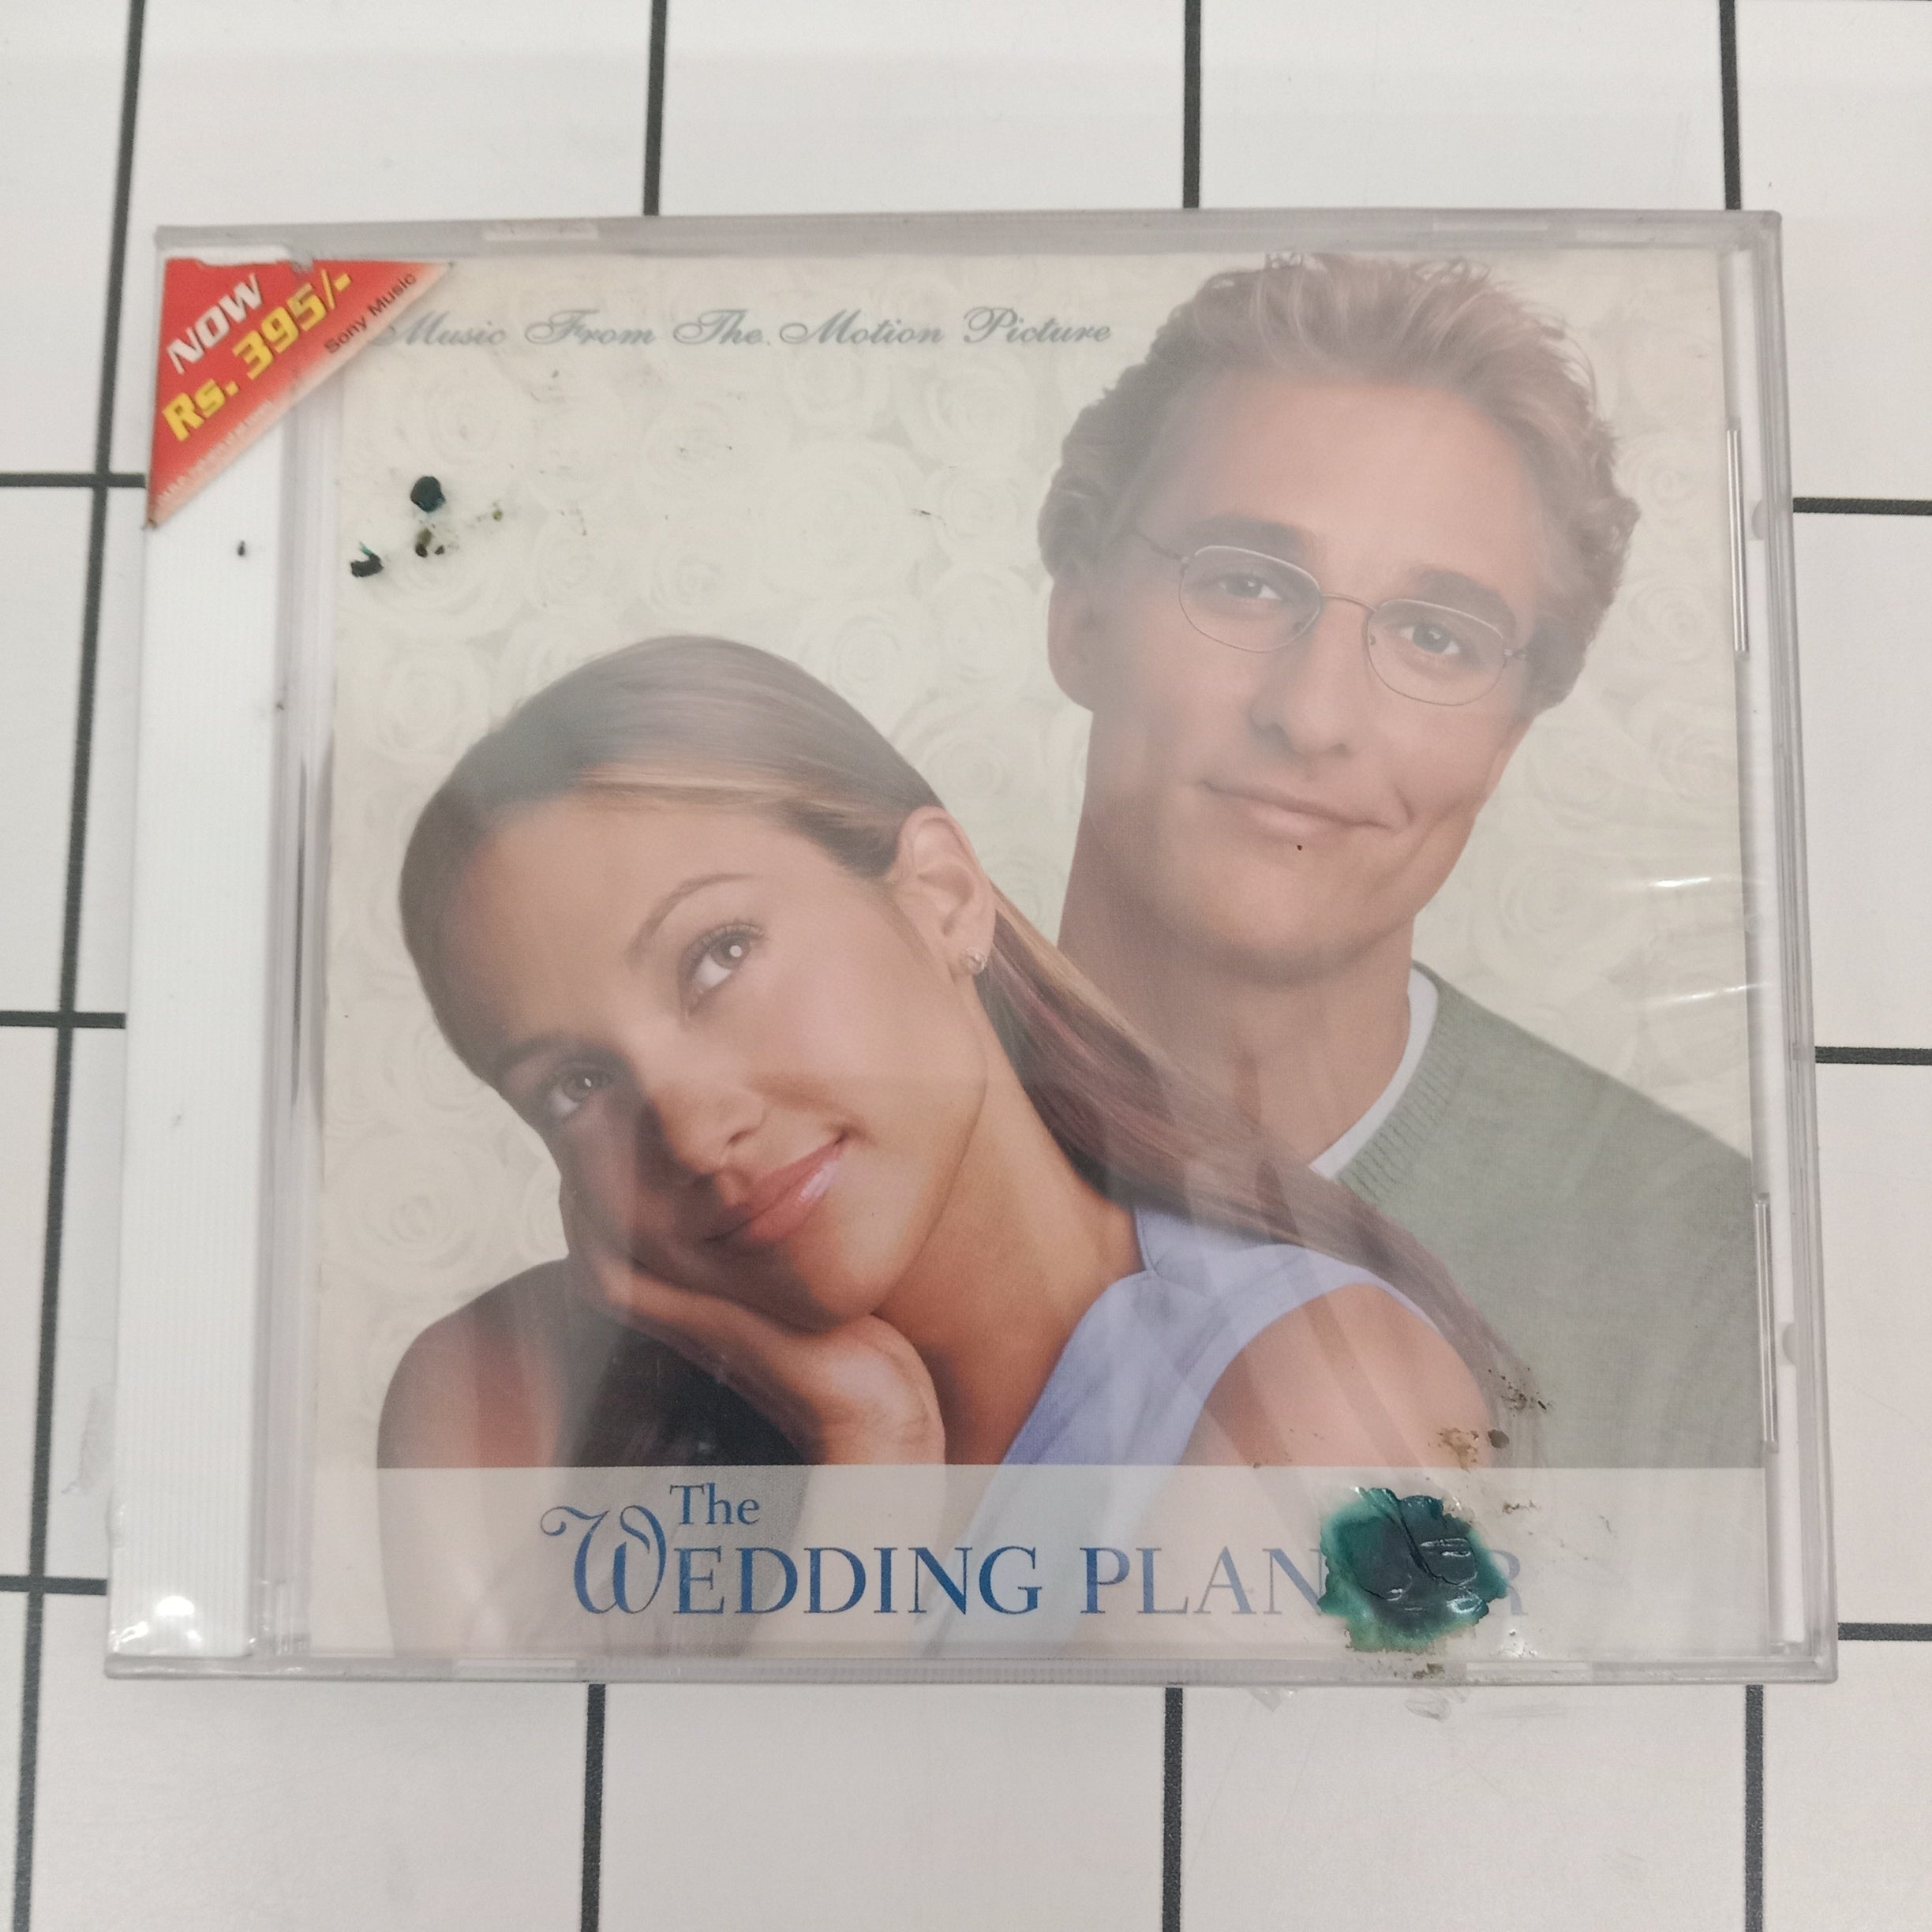 NOW
Rs. 395/-
Sony Music
Music From The Motion Picture
The
WEDDING PLAN R